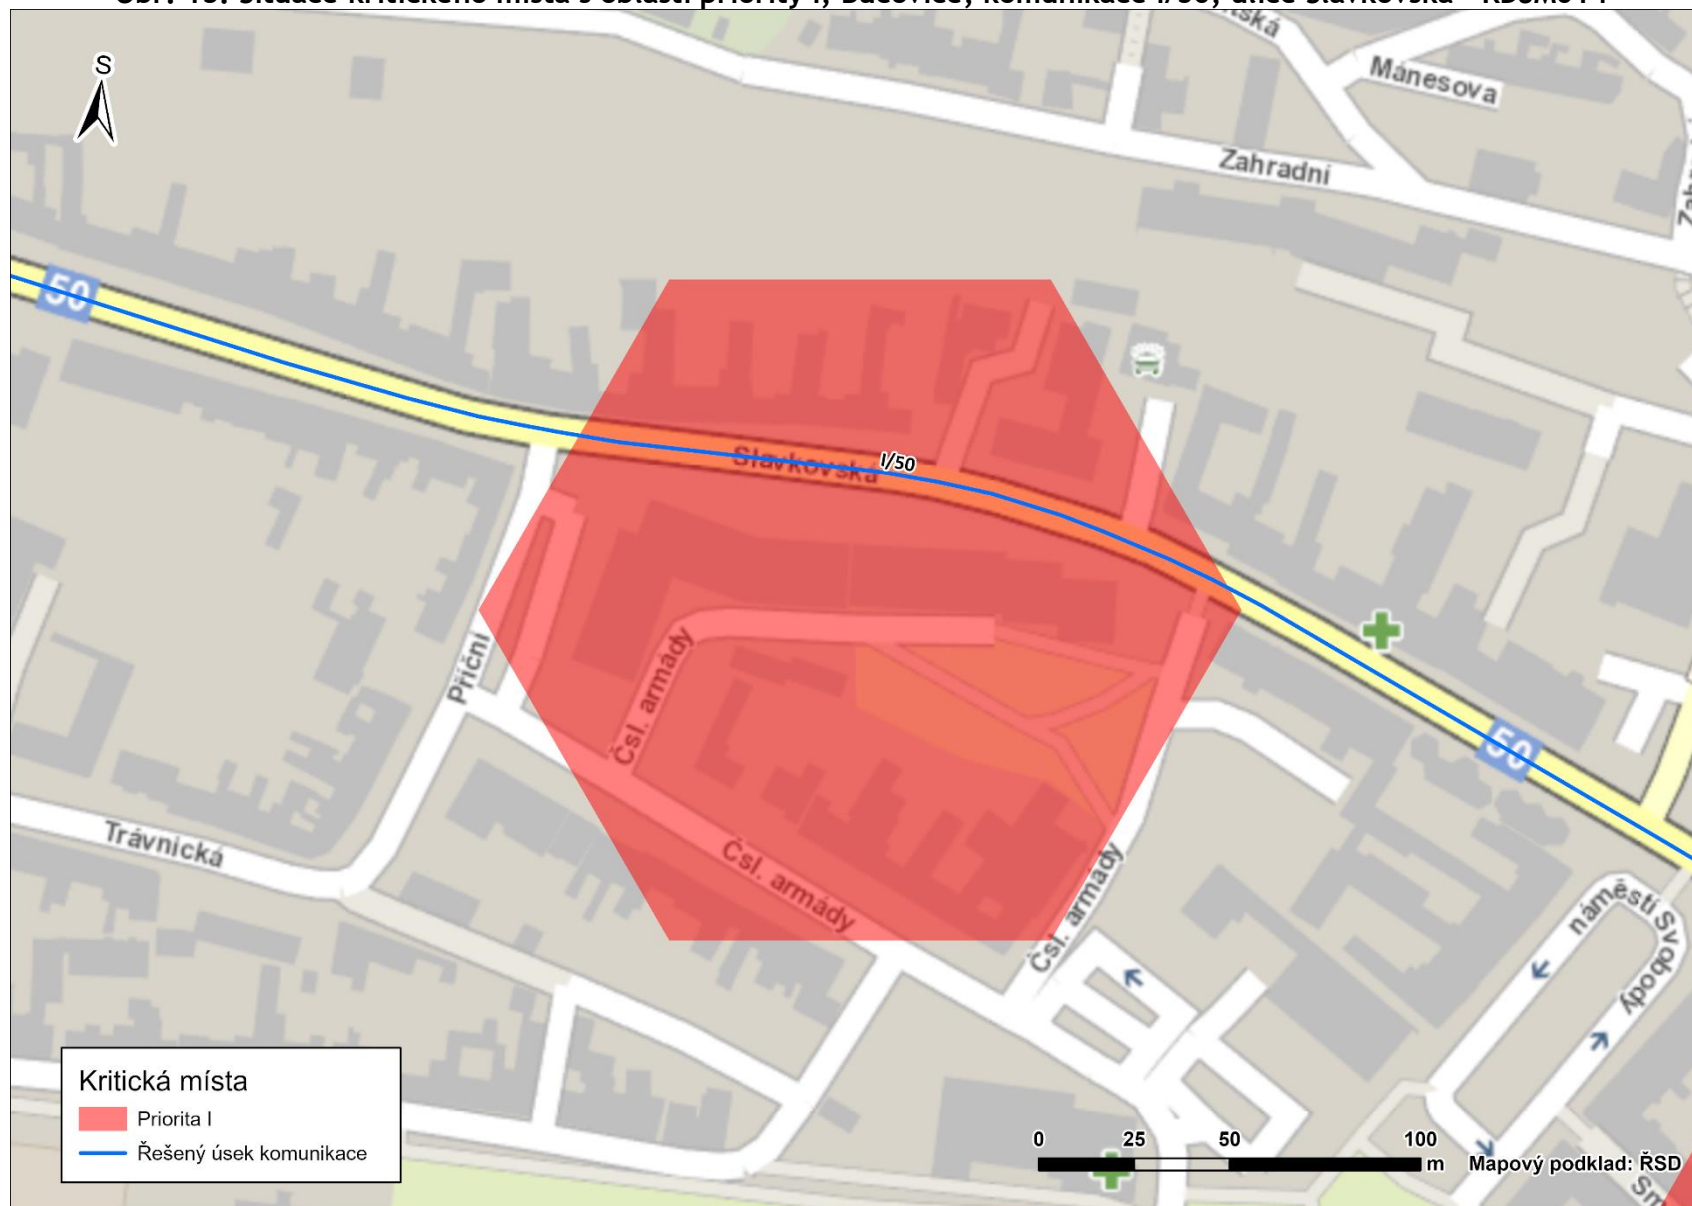 S
Mánesova
Zahradní
50
Slavkovská
I/50
Příční
Čsl. armády
50
Trávnická
Čsl. armády
Čsl. armády
náměstí Svobody
Kritická místa
Priorita I
Řešený úsek komunikace
0 25 50 100
m
Mapový podklad: ŘSD